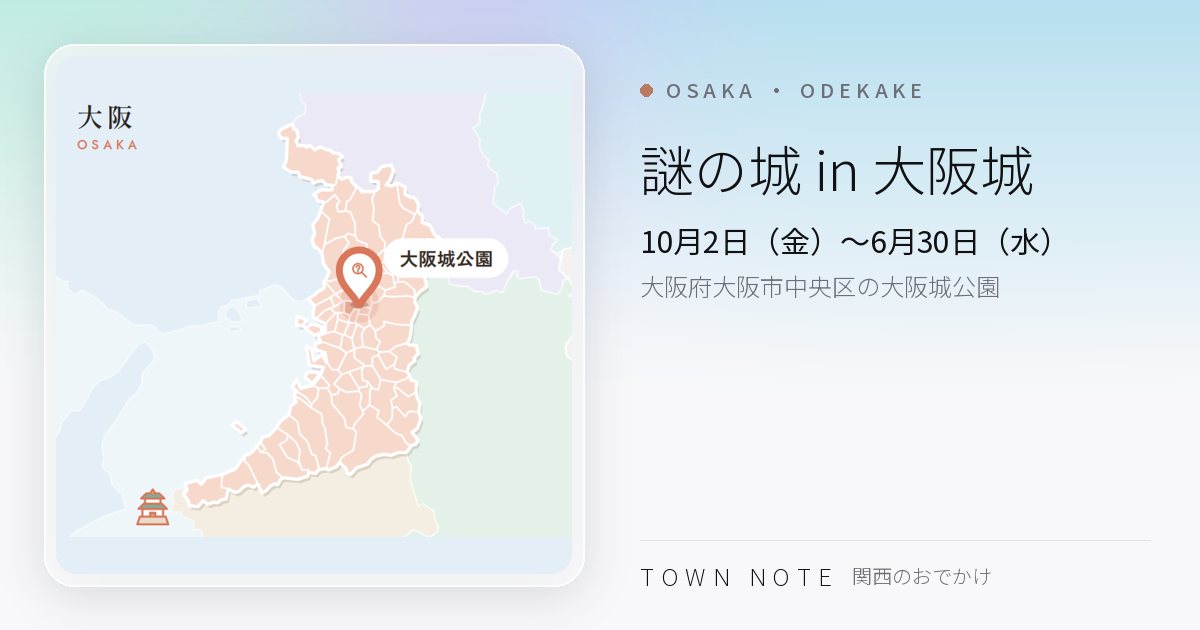 大阪
OSAKA
大阪城公園
OSAKA • ODEKAKE
謎の城 in 大阪城
10月2日（金）〜6月30日（水）
大阪府大阪市中央区の大阪城公園
TOWN NOTE 関西のおでかけ